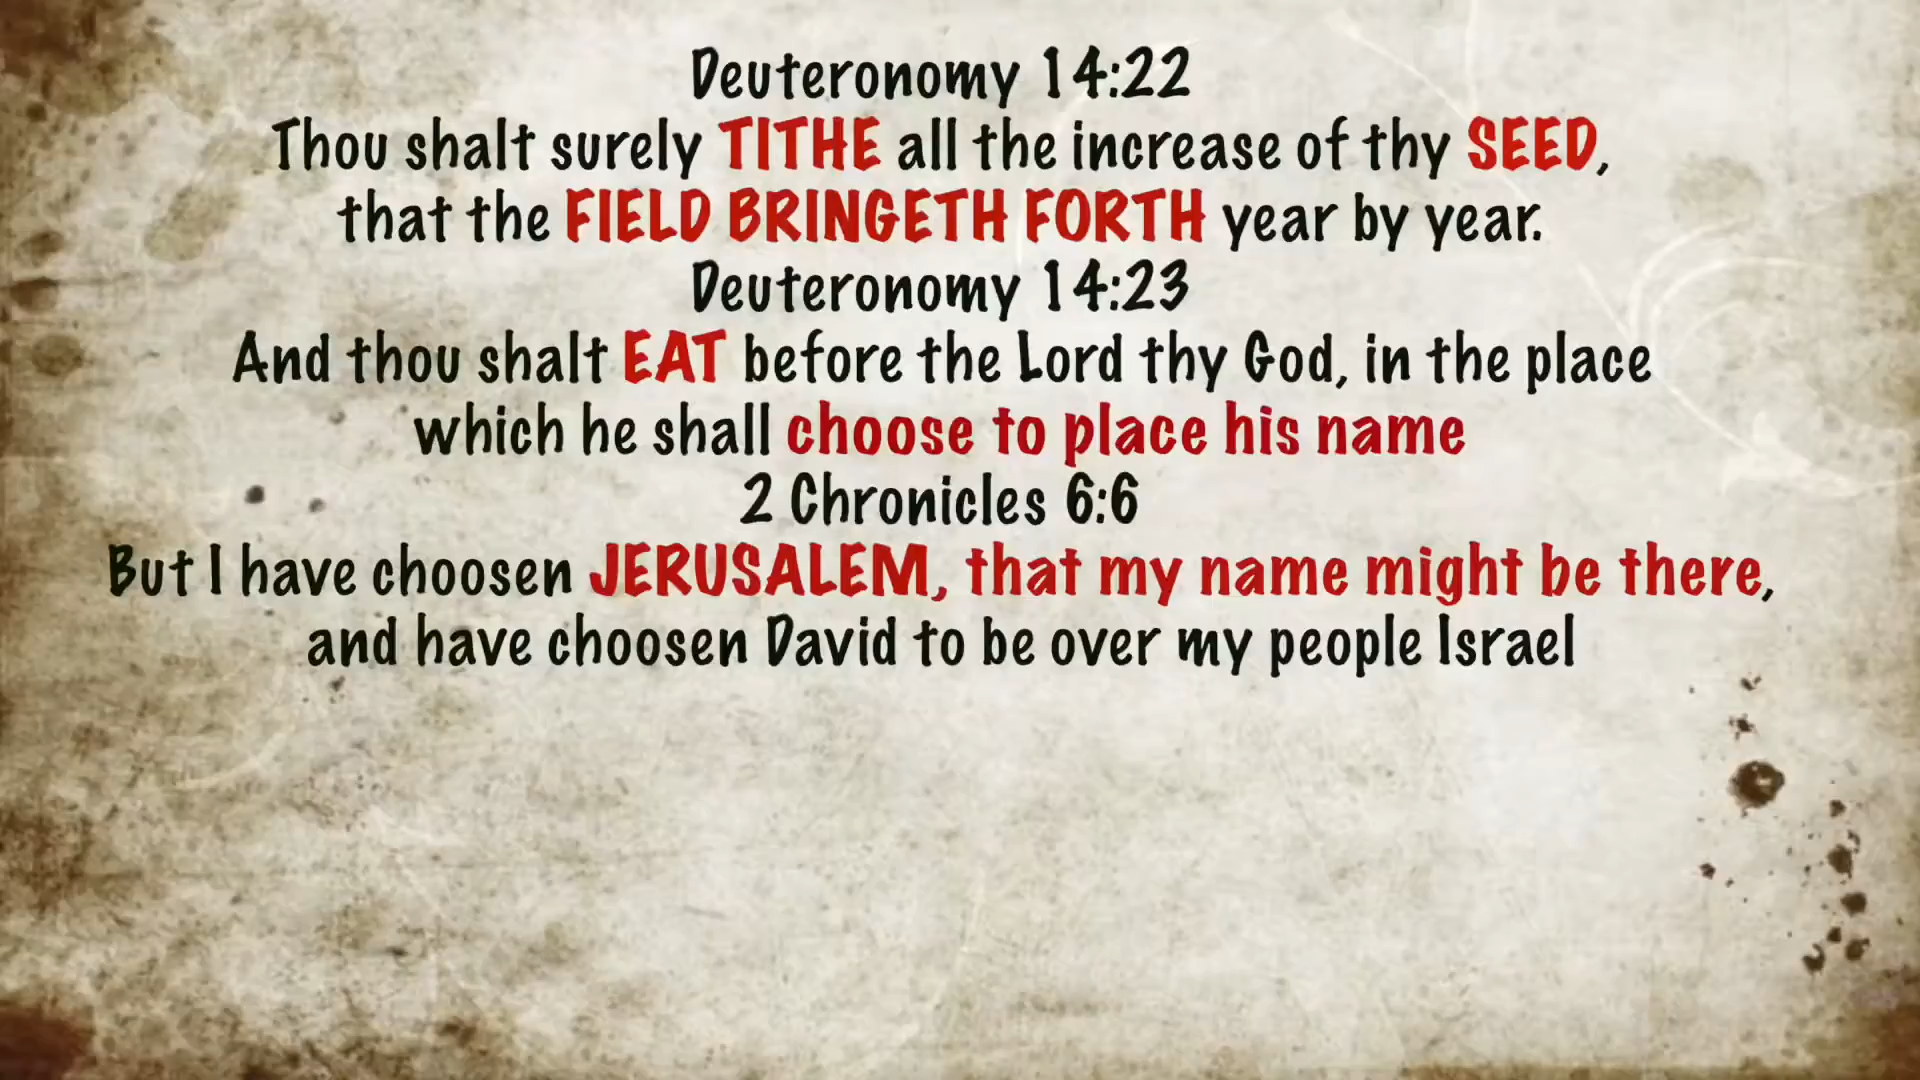 Deuteronomy 14:22
Thou shalt surely TITHE all the increase of thy SEED,
that the FIELD BRINGETH FORTH year by year.
Deuteronomy 14:23
And thou shalt EAT before the Lord thy God, in the place
which he shall choose to place his name
2 Chronicles 6:6
But I have choosen JERUSALEM, that my name might be there,
and have choosen David to be over my people Israel